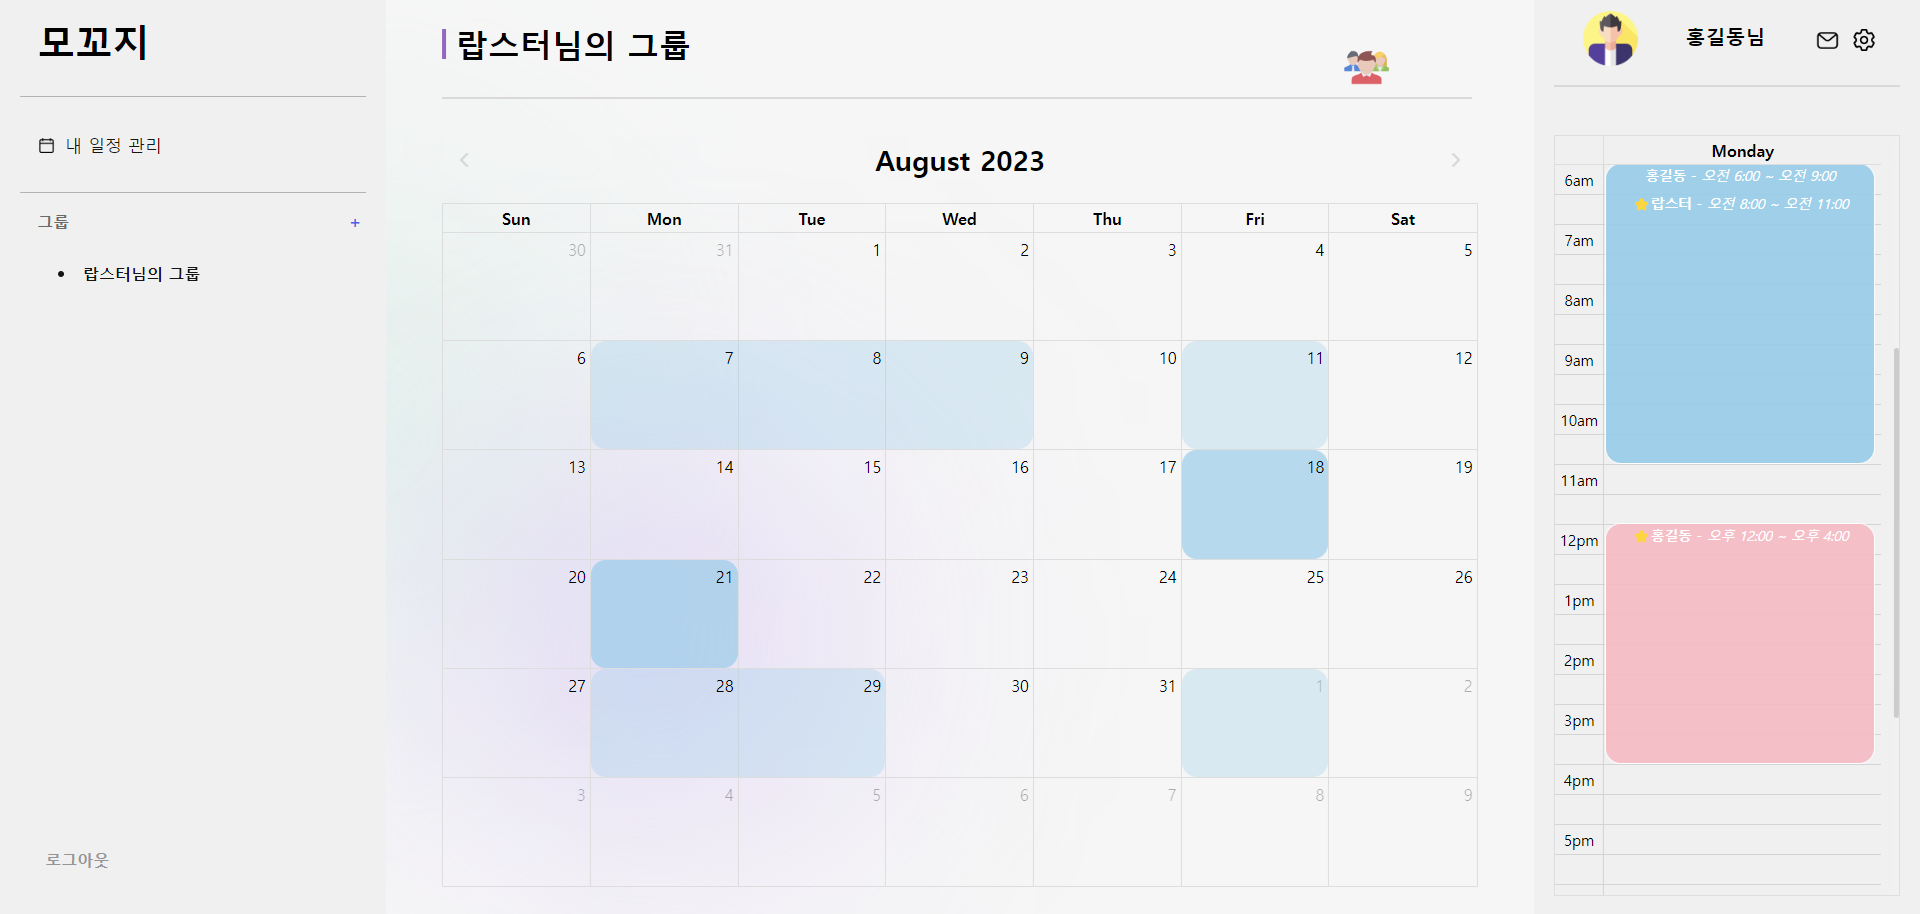 모꼬지
내 일정 관리
그룹 +
랍스터님의 그룹
로그아웃
랍스터님의 그룹
August 2023
Sun Mon Tue Wed Thu Fri Sat
30 31 1 2 3 4 5
6 7 8 9 10 11 12
13 14 15 16 17 18 19
20 21 22 23 24 25 26
27 28 29 30 31 1 2
3 4 5 6 7 8 9
홍길동님
Monday
6am
홍길동 - 오전 6:00 ~ 오전 9:00
⭐랍스터 - 오전 8:00 ~ 오전 11:00
7am
8am
9am
10am
11am
12pm
⭐홍길동 - 오후 12:00 ~ 오후 4:00
1pm
2pm
3pm
4pm
5pm